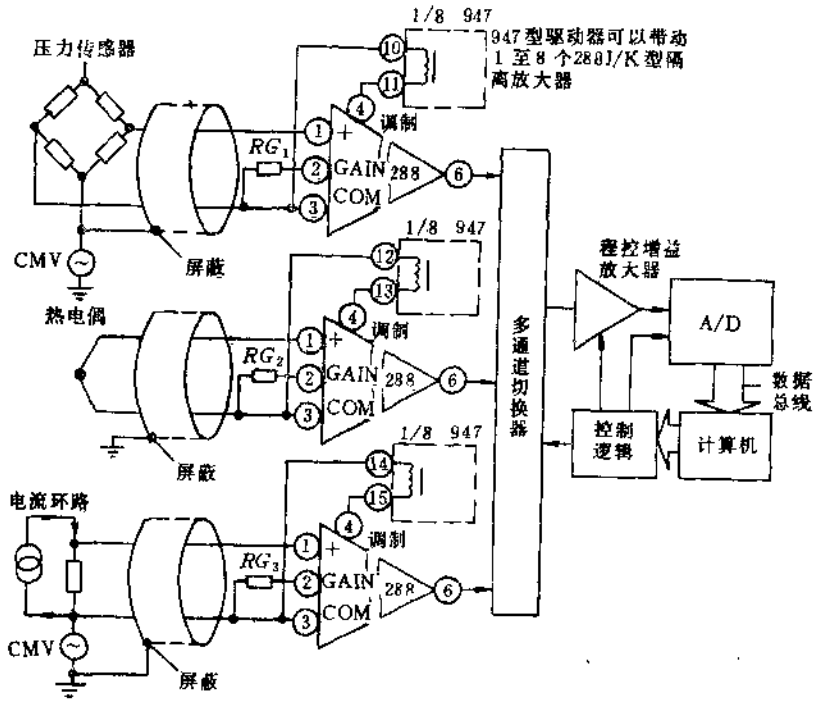 1/8 947
压力传感器
947型驱动器可以带动
1至8个288J/K型隔
离放大器
⑩
⑪
④
调制
①
+
RG₁
②
GAIN
288
⑥
③
COM
CMV
屏蔽
1/8 947
⑫
⑬
热电偶
④
调制
①
+
RG₂
②
GAIN
288
⑥
③
COM
屏蔽
1/8 947
⑭
⑮
电流环路
④
调制
①
+
RG₃
②
GAIN
288
⑥
③
COM
CMV
屏蔽
多通道切换器
程控增益
放大器
A/D
数据
总线
控制
逻辑
计算机